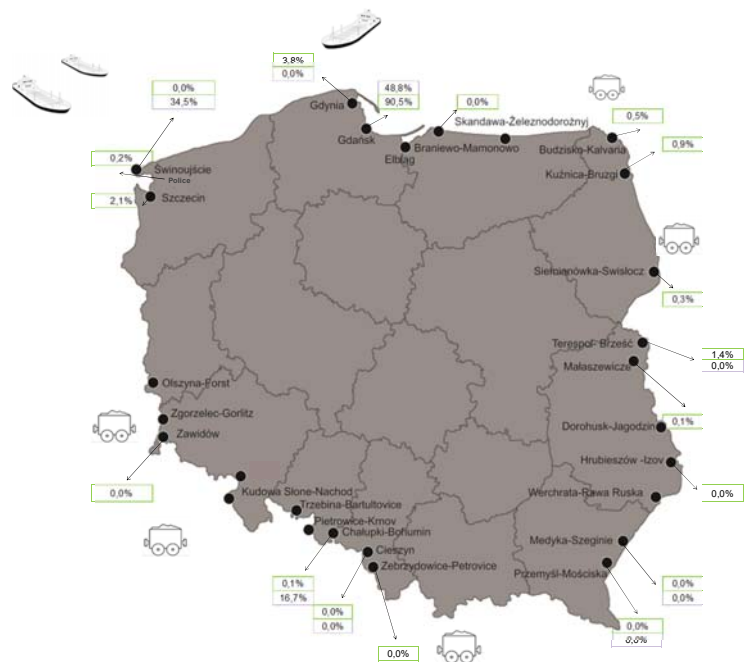 3,8%
0,0%
0,0%
34,5%
48,8%
90,5%
0,0%
Gdynia
Gdańsk
Elbląg
Braniewo-Mamonowo
Skandawa-Żeleznodorożnyj
0,5%
Budzisko-Kalvaria
0,9%
Kuźnica-Bruzgi
0,2%
Świnoujście
Police
2,1%
Szczecin
Siemianówka-Swislocz
0,3%
Terespol- Brześć
1,4%
0,0%
Małaszewicze
Olszyna-Forst
0,1%
Zgorzelec-Gorlitz
Zawidów
Dorohusk-Jagodzin
Hrubieszów -Izov
0,0%
0,0%
Kudowa Słone-Nachod
Werchrata-Rawa Ruska
Trzebina-Bartultovice
Pietrowice-Krnov
Chałupki-Bohumin
Medyka-Szeginie
Cieszyn
Zebrzydowice-Petrovice
Przemyśl-Mościska
0,1%
16,7%
0,0%
0,0%
0,0%
0,0%
0,0%
0,0%